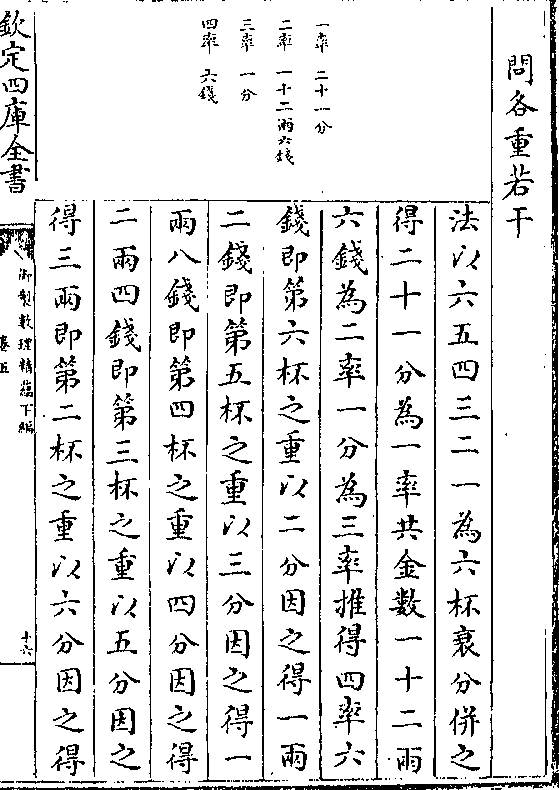 問各重若干
一率　二十一分
二率　一十二兩六錢
三率　一分
四率　六錢
法以六五四三二一為六杯衰分併之
得二十一分為一率共金數一十二兩
六錢為二率一分為三率推得四率六
錢即第六杯之重以二分因之得一兩
二錢即第五杯之重以三分因之得一
兩八錢即第四杯之重以四分因之得
二兩四錢即第三杯之重以五分因之
得三兩即第二杯之重以六分因之得
欽定四庫全書
御製數理精蘊下編
卷五
十六